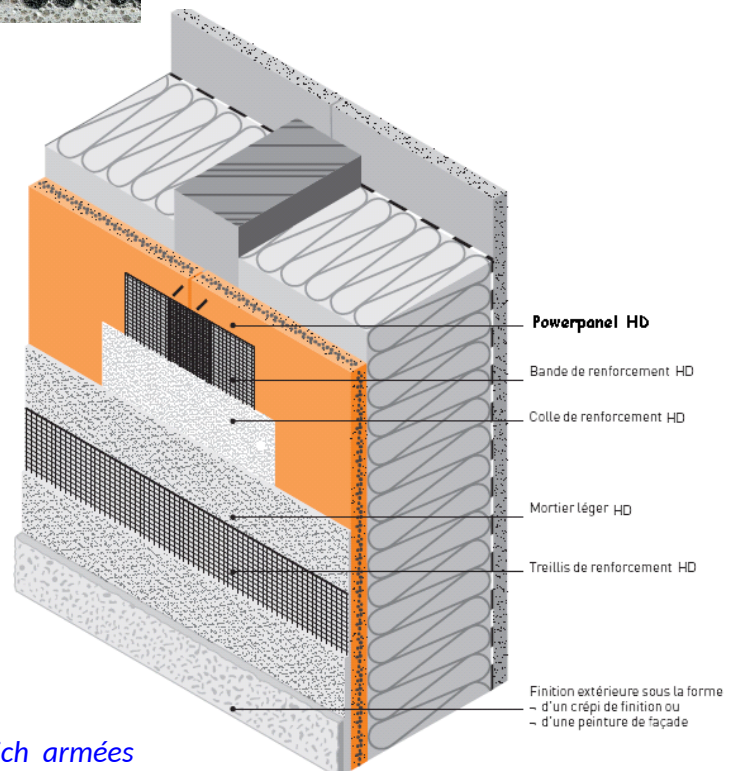 Powerpanel HD
Bande de renforcement HD
Colle de renforcement HD
Mortier léger HD
Treillis de renforcement HD
Finition extérieure sous la forme
¬ d'un crépi de finition ou
¬ d'une peinture de façade
ich armées